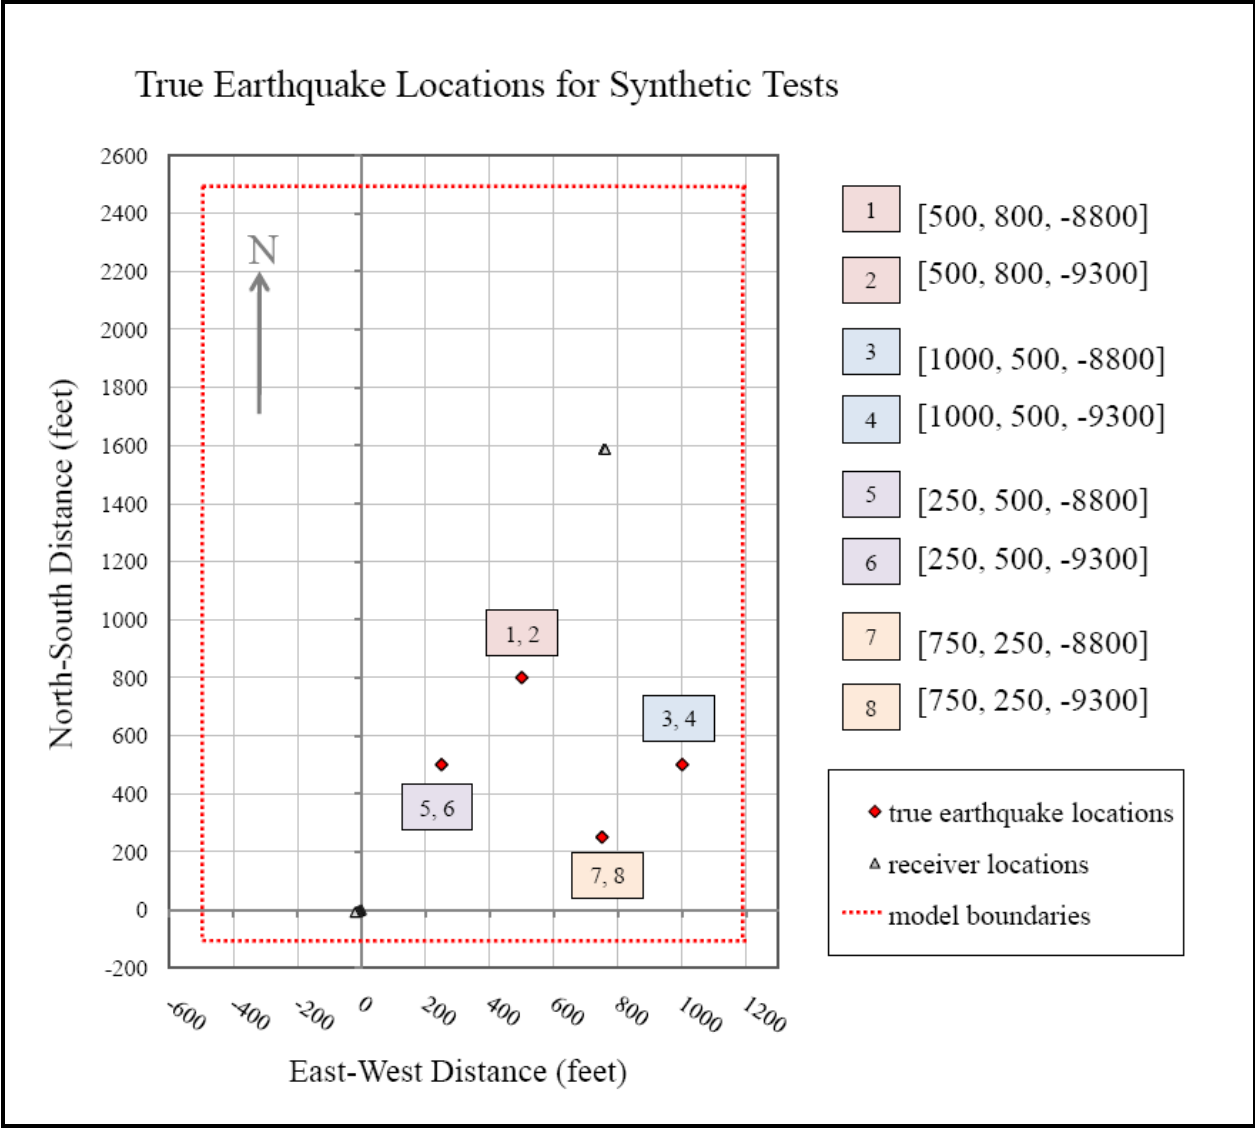 True Earthquake Locations for Synthetic Tests
2600
2400
2200
2000
1800
1600
1400
1200
1000
800
600
400
200
0
-200
North-South Distance (feet)
N
1, 2
3, 4
5, 6
7, 8
-600
-400
-200
0
200
400
600
800
1000
1200
East-West Distance (feet)
1 [500, 800, -8800]
2 [500, 800, -9300]
3 [1000, 500, -8800]
4 [1000, 500, -9300]
5 [250, 500, -8800]
6 [250, 500, -9300]
7 [750, 250, -8800]
8 [750, 250, -9300]
true earthquake locations
receiver locations
model boundaries